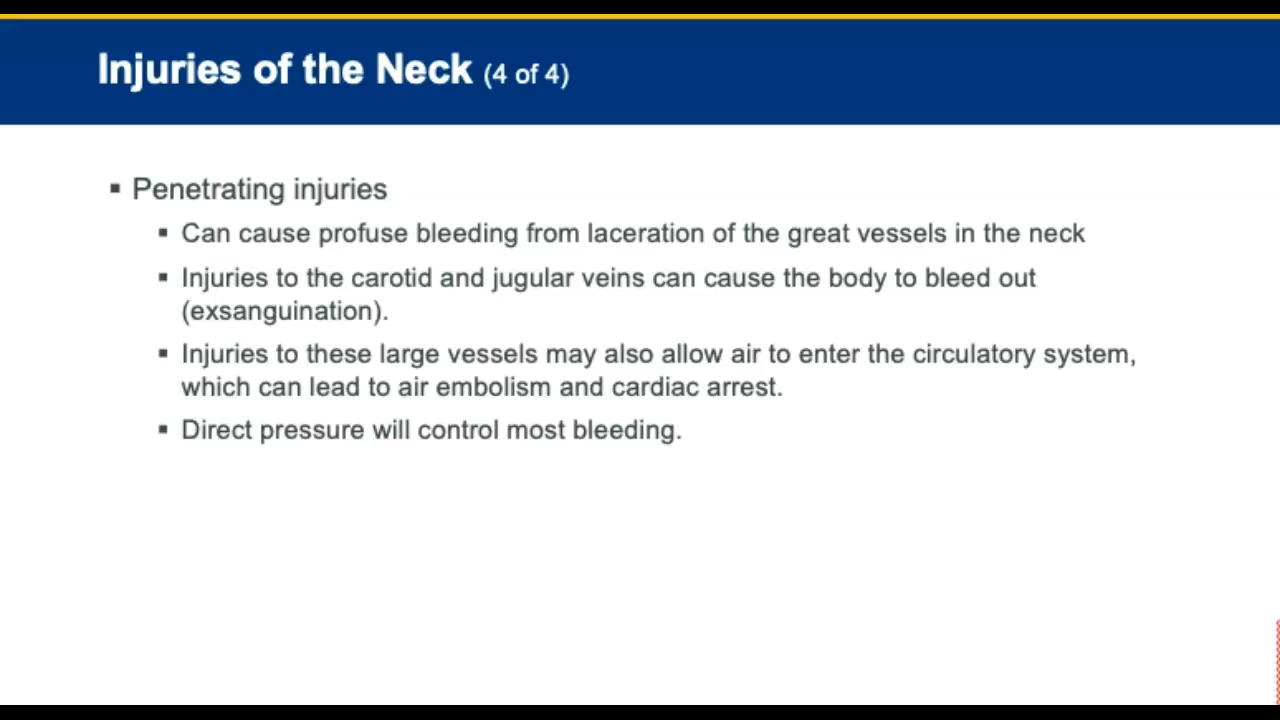 Injuries of the Neck (4 of 4)
▪ Penetrating injuries
▪ Can cause profuse bleeding from laceration of the great vessels in the neck
▪ Injuries to the carotid and jugular veins can cause the body to bleed out
(exsanguination).
▪ Injuries to these large vessels may also allow air to enter the circulatory system,
which can lead to air embolism and cardiac arrest.
▪ Direct pressure will control most bleeding.